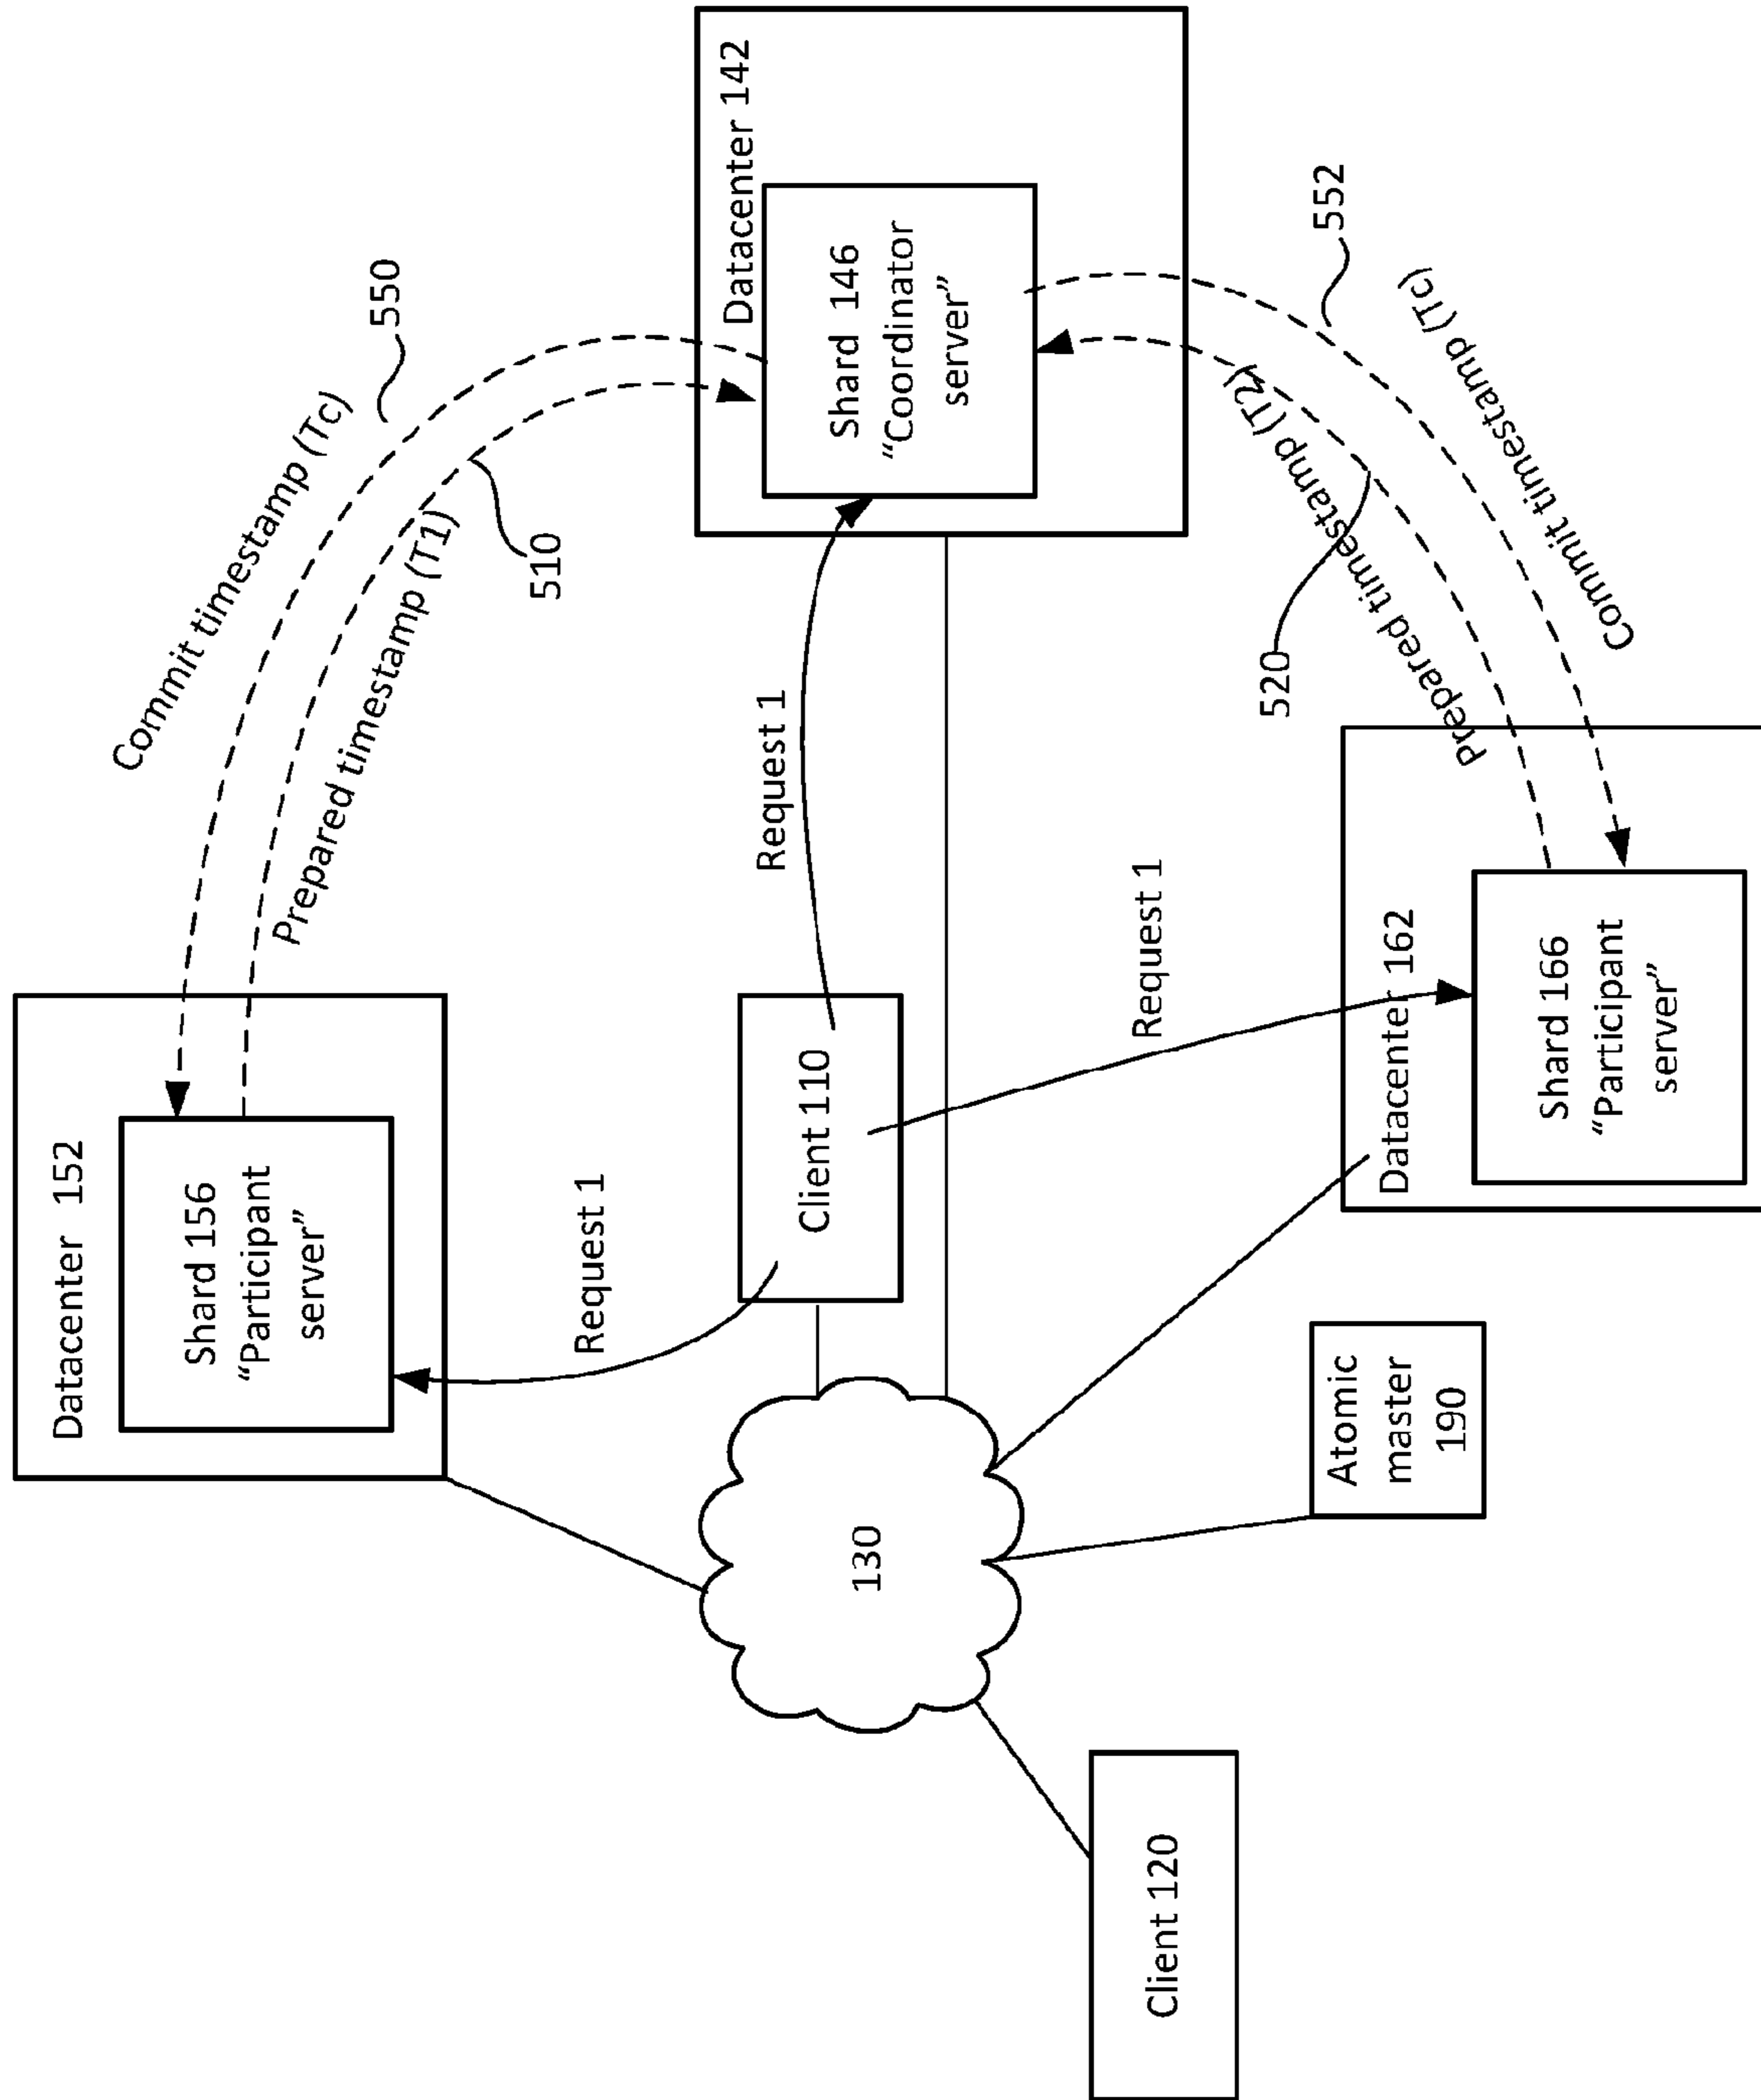 Datacenter 152
Shard 156
“Participant
server”
Commit timestamp (Tc)
550
Prepared timestamp (T1)
510
Request 1
Client 110
Request 1
Datacenter 142
Shard 146
“Coordinator
server”
130
Request 1
Client 120
Atomic
master
190
Datacenter 162
Shard 166
“Participant
server”
520
Prepared timestamp (T2)
552
Commit timestamp (Tc)